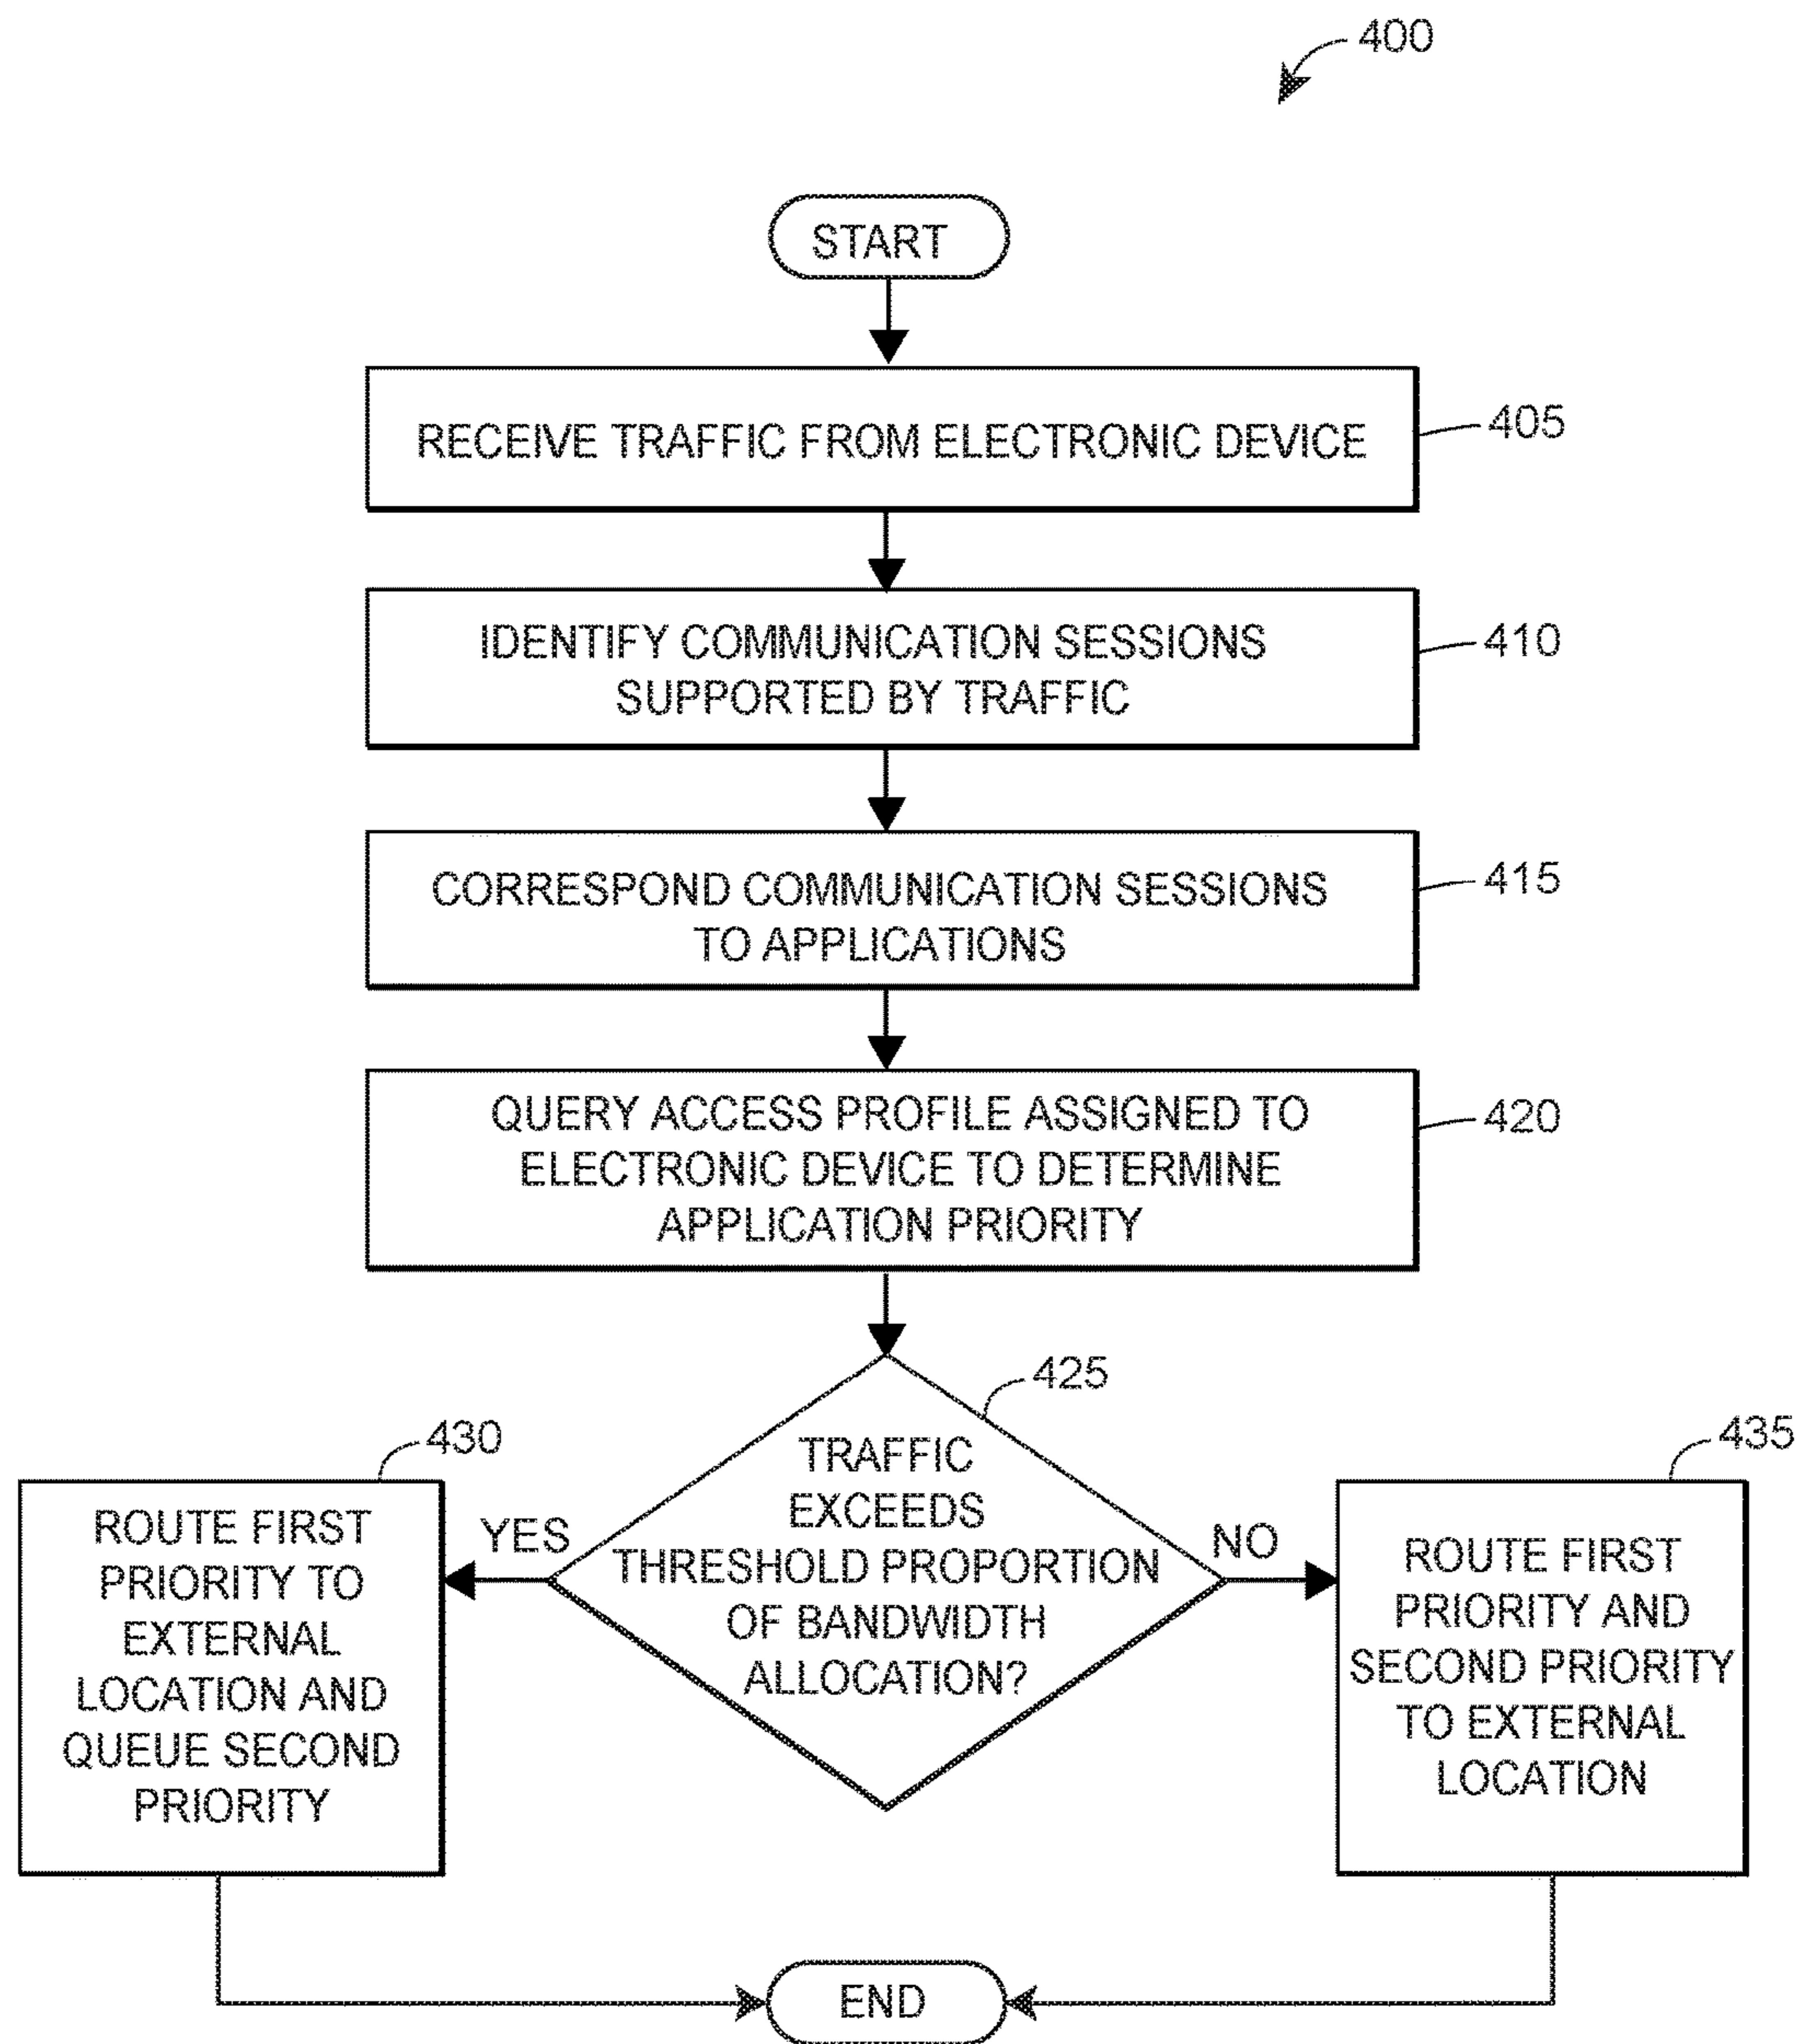 400
START
RECEIVE TRAFFIC FROM ELECTRONIC DEVICE
405
IDENTIFY COMMUNICATION SESSIONS
SUPPORTED BY TRAFFIC
410
CORRESPOND COMMUNICATION SESSIONS
TO APPLICATIONS
415
QUERY ACCESS PROFILE ASSIGNED TO
ELECTRONIC DEVICE TO DETERMINE
APPLICATION PRIORITY
420
425
TRAFFIC
EXCEEDS
THRESHOLD PROPORTION
OF BANDWIDTH
ALLOCATION?
YES
430
ROUTE FIRST
PRIORITY TO
EXTERNAL
LOCATION AND
QUEUE SECOND
PRIORITY
NO
435
ROUTE FIRST
PRIORITY AND
SECOND PRIORITY
TO EXTERNAL
LOCATION
END